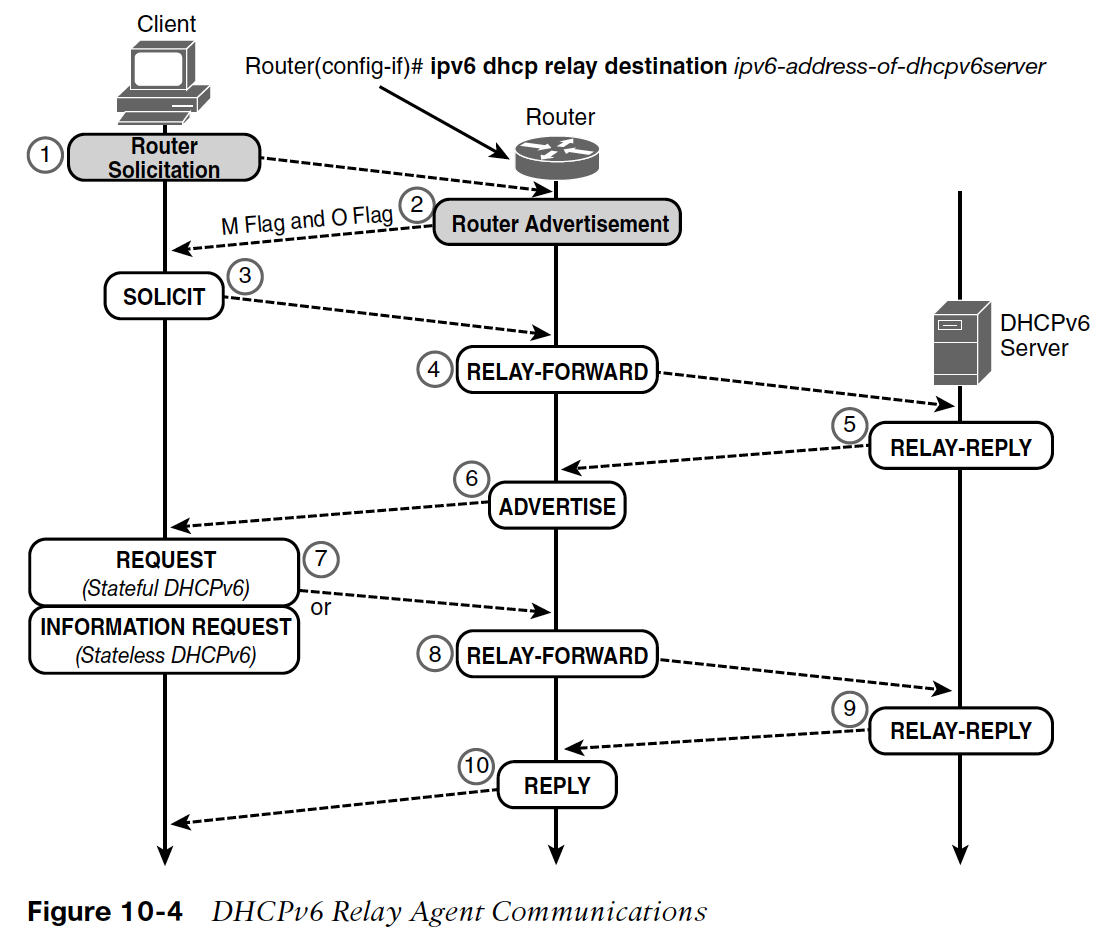 Client
Router(config-if)# ipv6 dhcp relay destination ipv6-address-of-dhcpv6server
Router
1
Router
Solicitation
2
M Flag and O Flag
Router Advertisement
3
SOLICIT
DHCPv6
Server
4
RELAY-FORWARD
5
RELAY-REPLY
6
ADVERTISE
REQUEST
(Stateful DHCPv6)
7
or
INFORMATION REQUEST
(Stateless DHCPv6)
8
RELAY-FORWARD
9
RELAY-REPLY
10
REPLY
Figure 10-4 DHCPv6 Relay Agent Communications